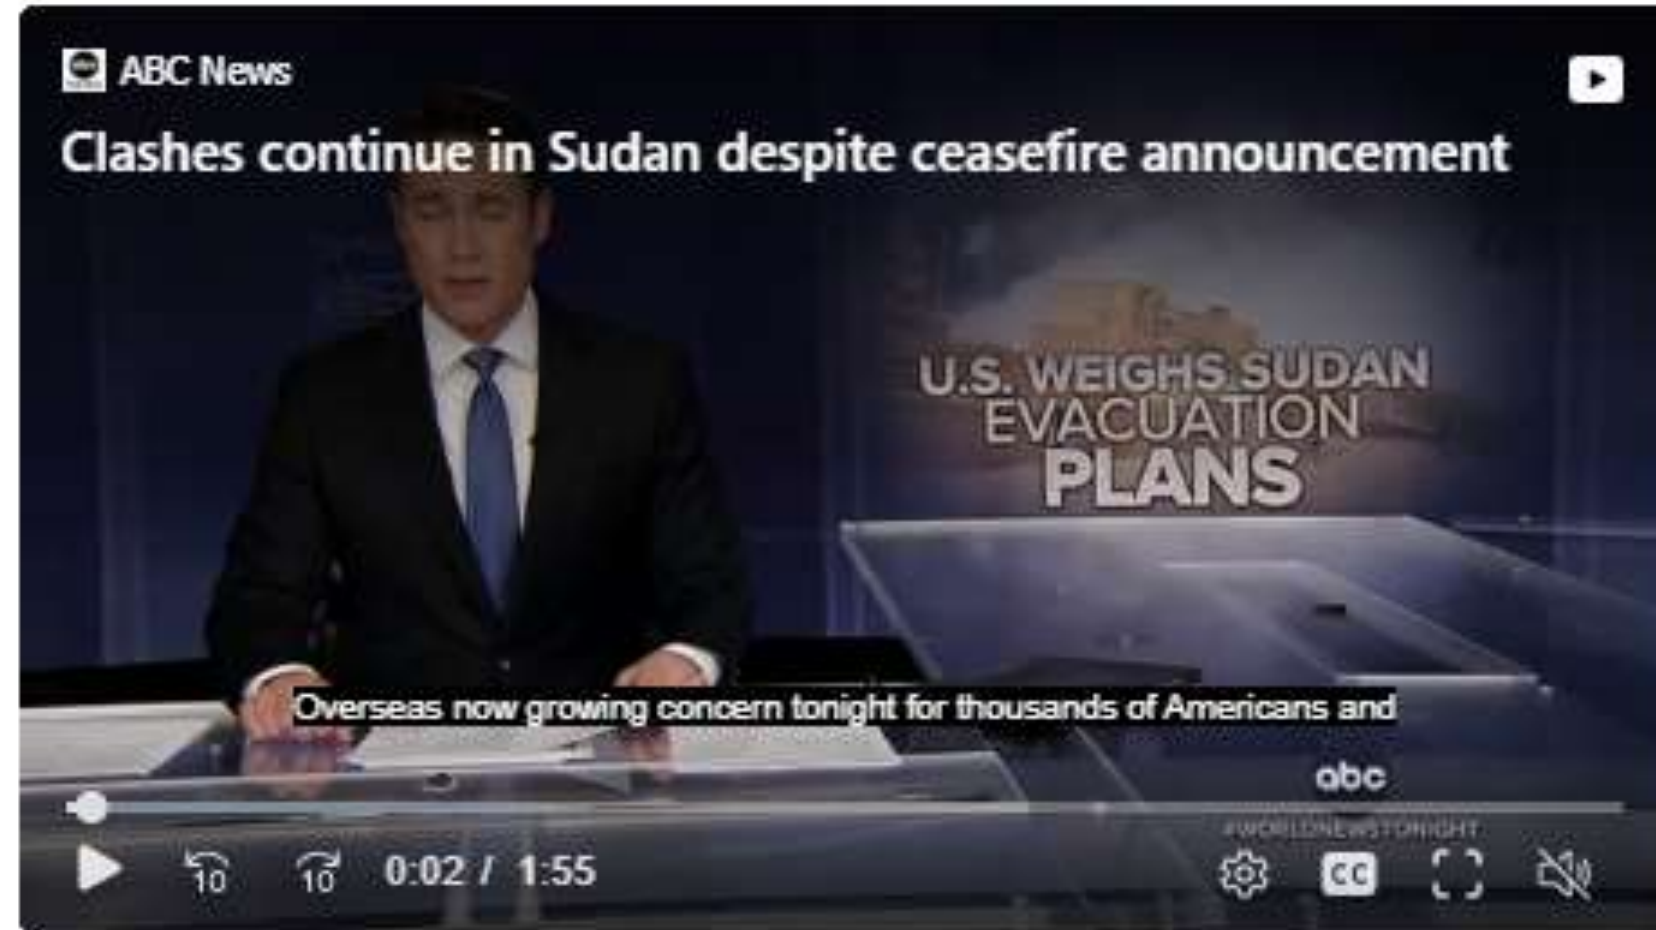 ABC News
Clashes continue in Sudan despite ceasefire announcement
U.S. WEIGHS SUDAN
EVACUATION
PLANS
Overseas now growing concern tonight for thousands of Americans and
abc
#WORLDNEWSTONIGHT
10
10
0:02 / 1:55
CC